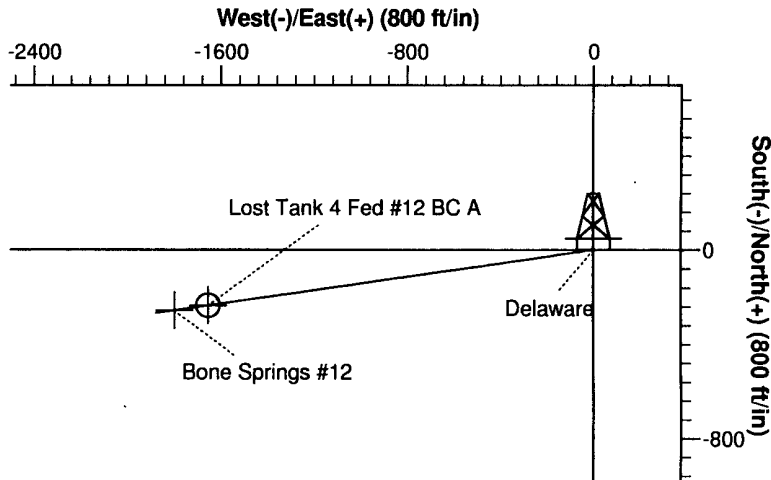 West(-)/East(+) (800 ft/in)
-2400 -1600 -800 0
Lost Tank 4 Fed #12 BC A
0
Delaware
Bone Springs #12
-800
South(-)/North(+) (800 ft/in)